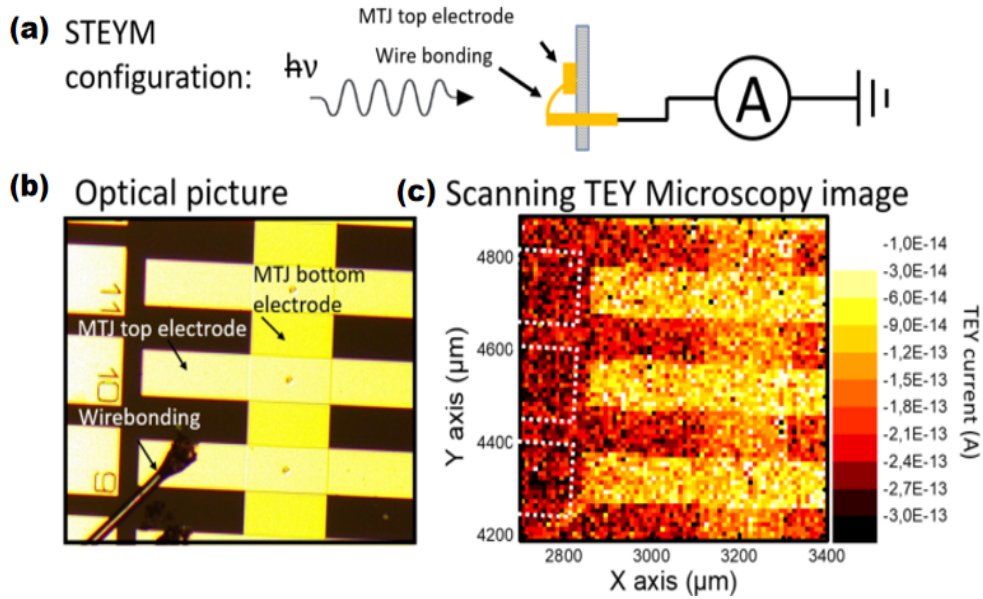 (a) STEYM
configuration:
hν
MTJ top electrode
Wire bonding
A
(b) Optical picture
11
10
9
MTJ bottom
electrode
MTJ top electrode
Wirebonding
(c) Scanning TEY Microscopy image
4800
4600
4400
4200
Y axis (μm)
2800 3000 3200 3400
X axis (μm)
-1,0E-14
-3,0E-14
-6,0E-14
-9,0E-14
-1,2E-13
-1,5E-13
-1,8E-13
-2,1E-13
-2,4E-13
-2,7E-13
-3,0E-13
TEY current (A)